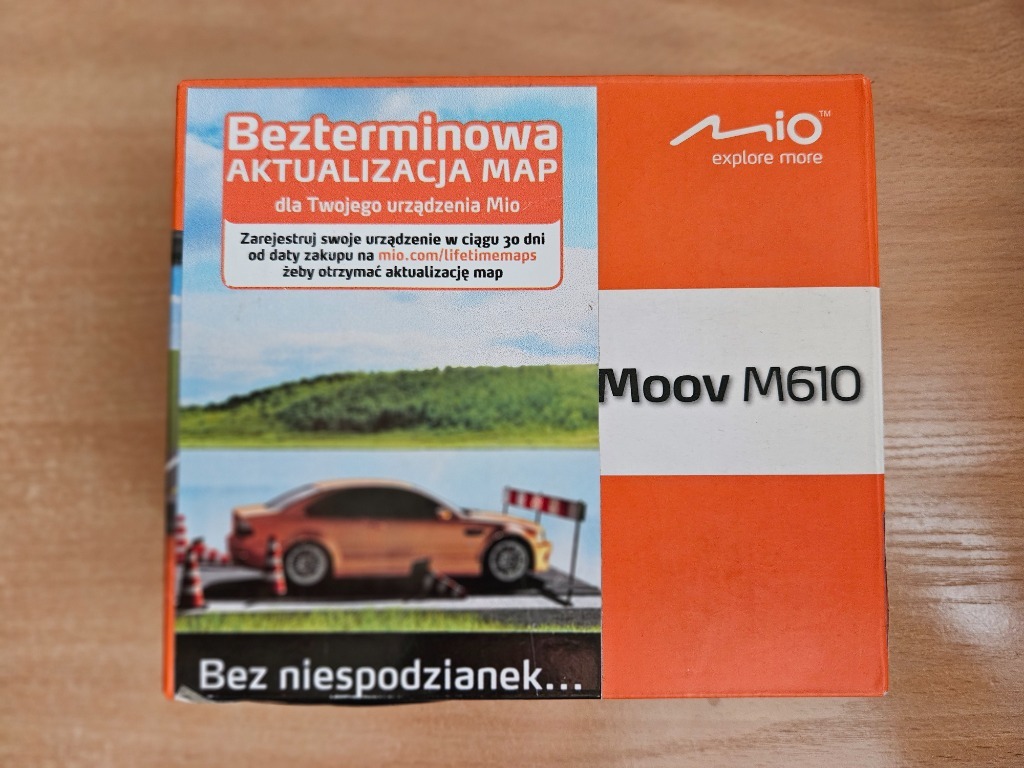 Bezterminowa
AKTUALIZACJA MAP
dla Twojego urządzenia Mio
Zarejestruj swoje urządzenie w ciągu 30 dni
od daty zakupu na mio.com/lifetimemaps
żeby otrzymać aktualizację map
Mio™
explore more
Moov M610
Bez niespodzianek...